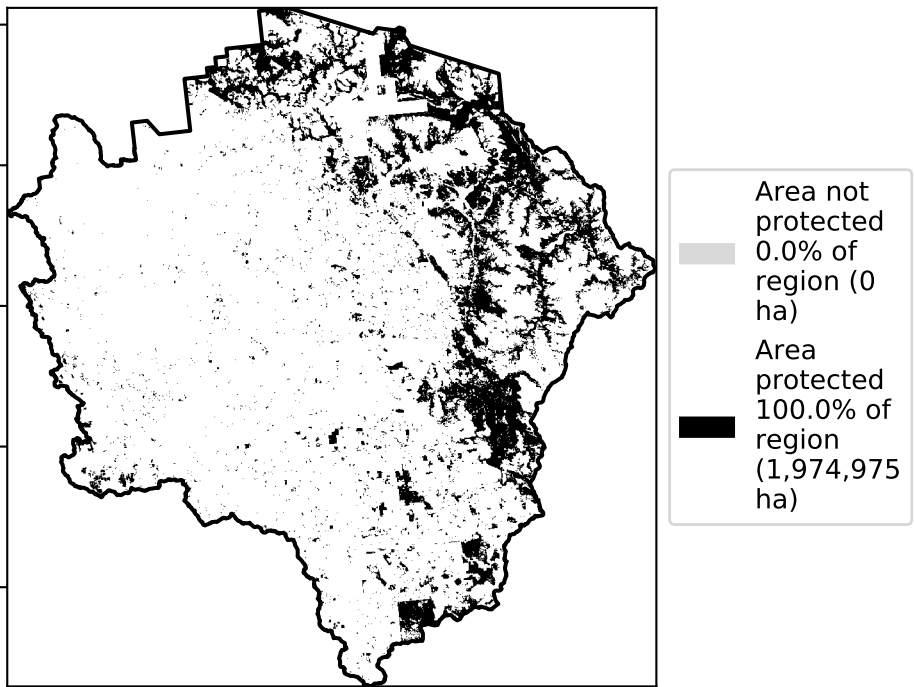 Area not
protected
0.0% of
region (0
ha)
Area
protected
100.0% of
region
(1,974,975
ha)